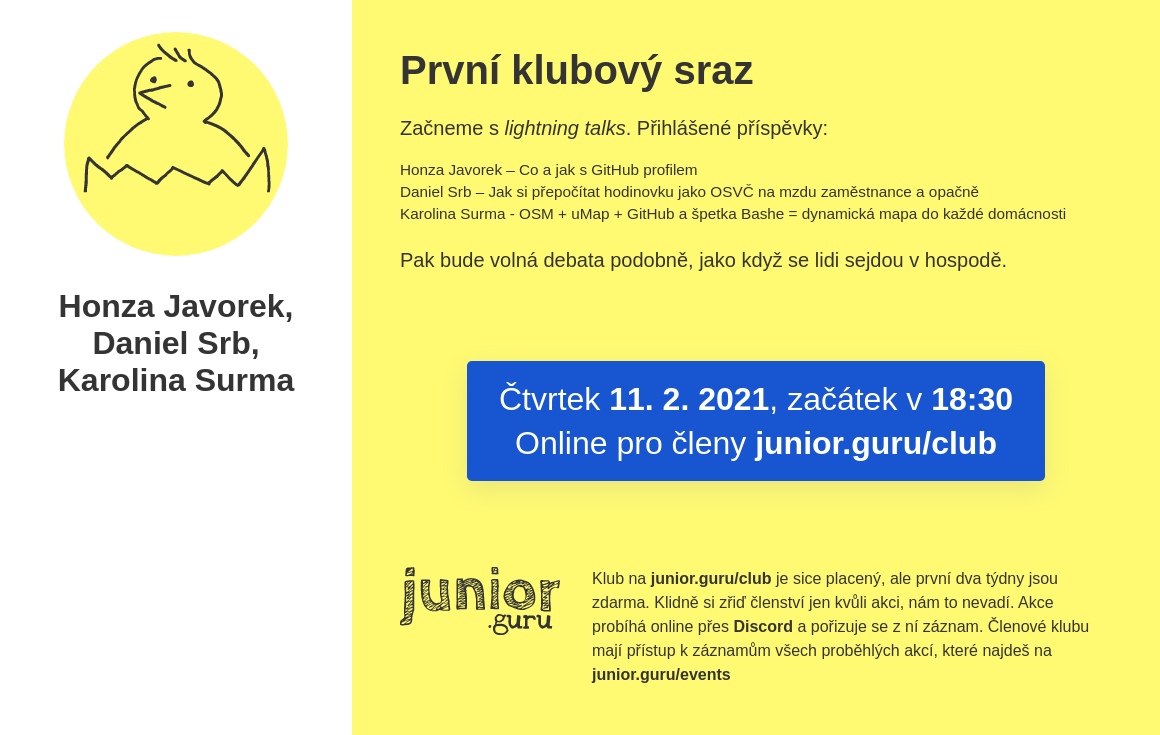 Honza Javorek,
Daniel Srb,
Karolina Surma
První klubový sraz
Začneme s lightning talks. Přihlášené příspěvky:
Honza Javorek – Co a jak s GitHub profilem
Daniel Srb – Jak si přepočítat hodinovku jako OSVČ na mzdu zaměstnance a opačně
Karolina Surma - OSM + uMap + GitHub a špetka Bashe = dynamická mapa do každé domácnosti
Pak bude volná debata podobně, jako když se lidi sejdou v hospodě.
Čtvrtek 11. 2. 2021, začátek v 18:30
Online pro členy junior.guru/club
junior
.guru
Klub na junior.guru/club je sice placený, ale první dva týdny jsou
zdarma. Klidně si zřiď členství jen kvůli akci, nám to nevadí. Akce
probíhá online přes Discord a pořizuje se z ní záznam. Členové klubu
mají přístup k záznamům všech proběhlých akcí, které najdeš na
junior.guru/events